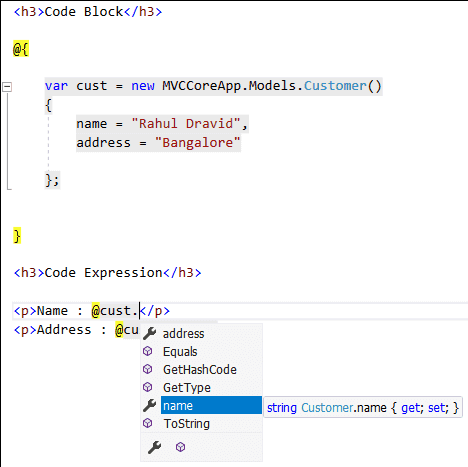 <h3>Code Block</h3>
@{
var cust = new MVCCoreApp.Models.Customer()
{
name = "Rahul Dravid",
address = "Bangalore"
};
}
<h3>Code Expression</h3>
<p>Name : @cust.</p>
<p>Address : @cu
address
Equals
GetHashCode
GetType
name
string Customer.name { get; set; }
ToString